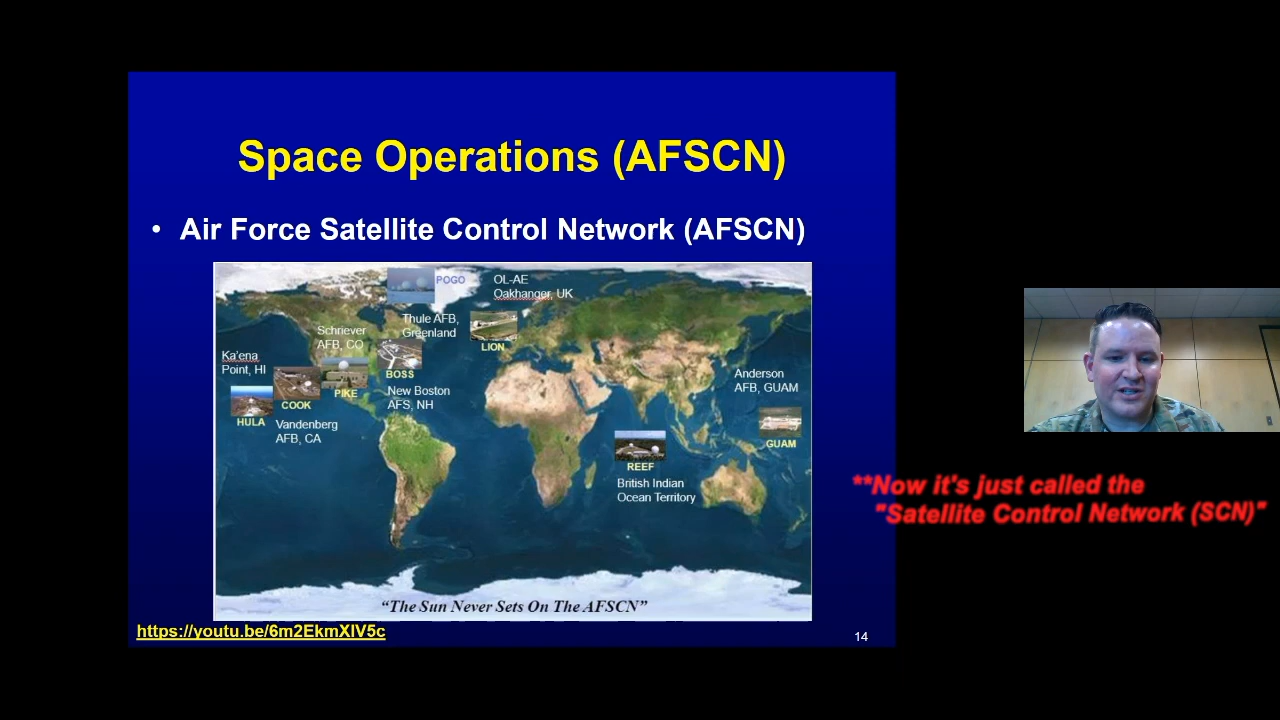 Space Operations (AFSCN)
• Air Force Satellite Control Network (AFSCN)
POGO
OL-AE
Oakhanger, UK
Thule AFB,
Greenland
LION
Schriever
AFB, CO
BOSS
Ka'ena
Point, HI
PIKE
New Boston
AFS, NH
COOK
HULA
Vandenberg
AFB, CA
Anderson
AFB, GUAM
GUAM
REEF
British Indian
Ocean Territory
"The Sun Never Sets On The AFSCN"
https://youtu.be/6m2EkmXlV5c
14
**Now it's just called the
"Satellite Control Network (SCN)"